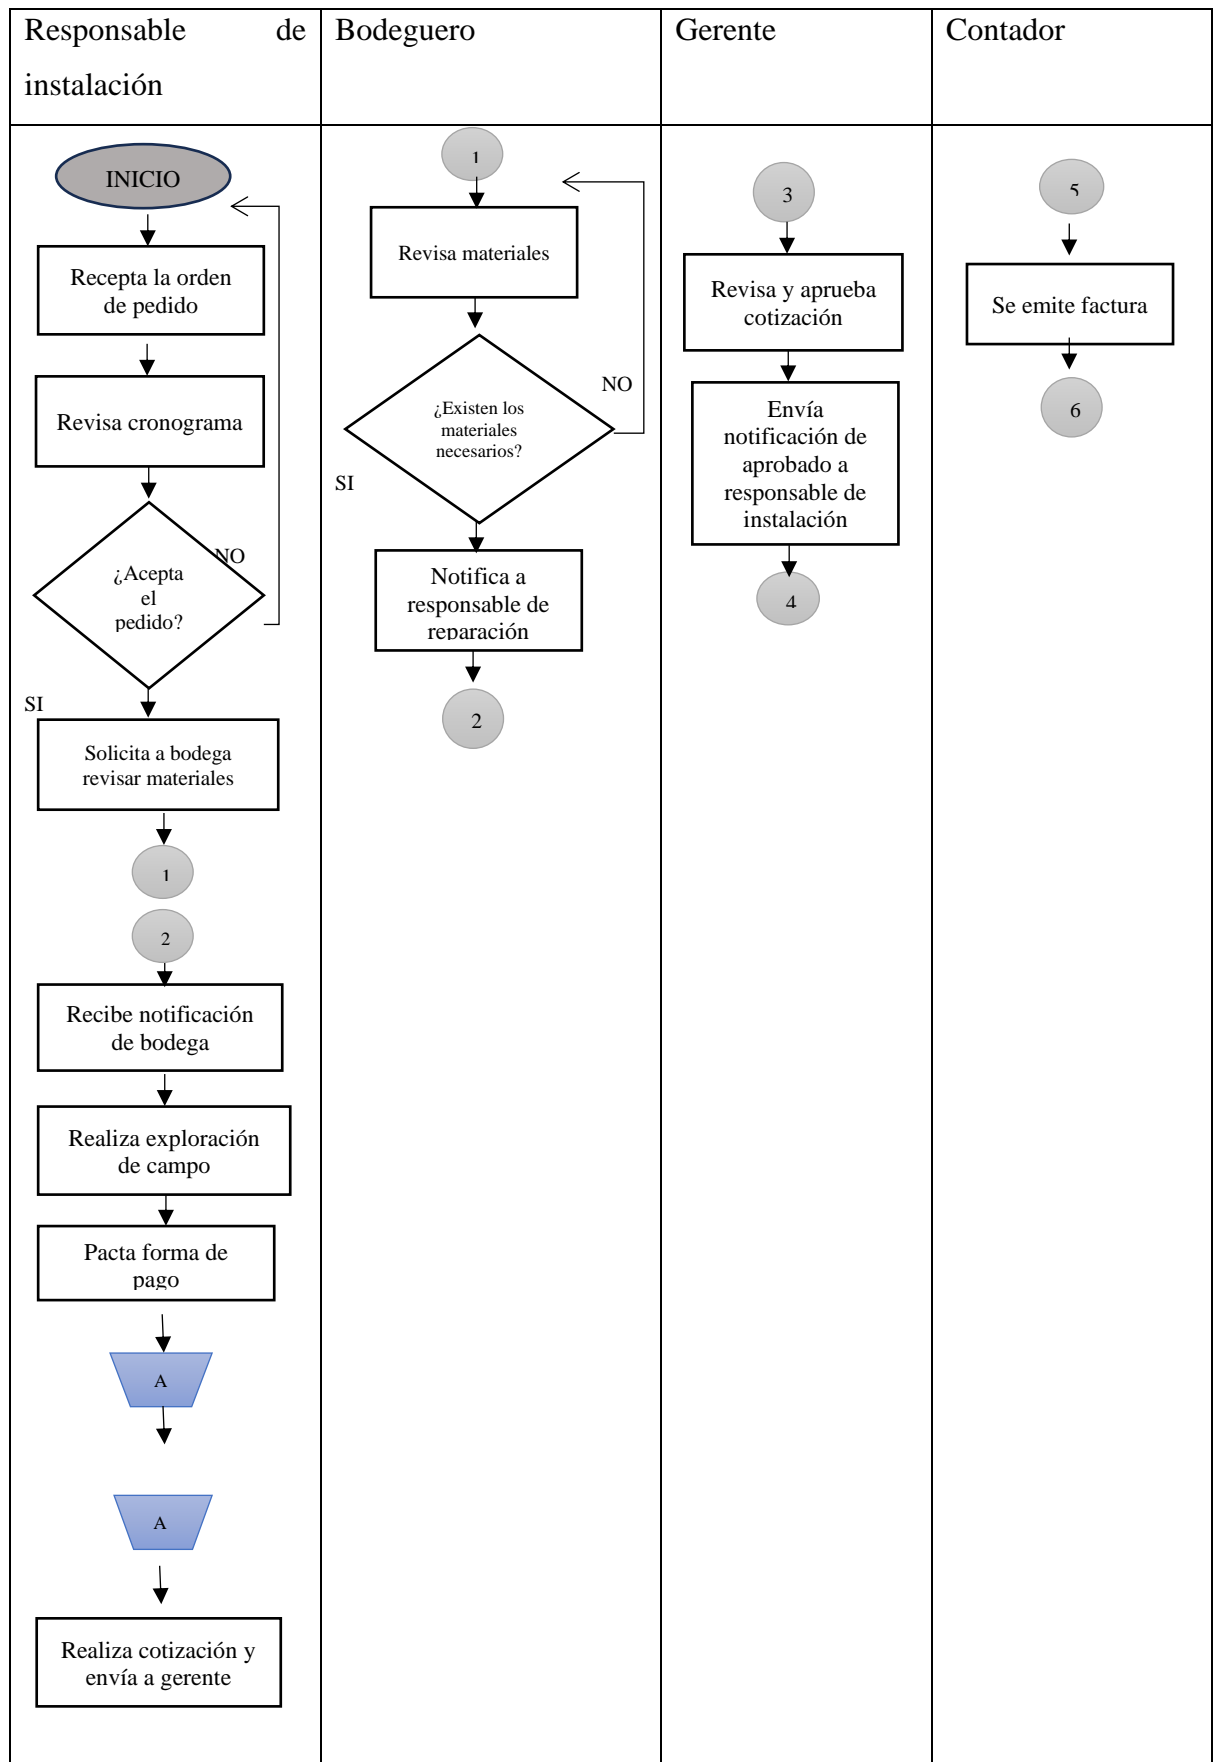 Responsable de
instalación
Bodeguero
Gerente
Contador
INICIO
Recepta la orden
de pedido
Revisa cronograma
NO
¿Acepta
el
pedido?
SI
Solicita a bodega
revisar materiales
1
2
Recibe notificación
de bodega
Realiza exploración
de campo
Pacta forma de
pago
A
A
Realiza cotización y
envía a gerente
1
Revisa materiales
NO
¿Existen los
materiales
necesarios?
SI
Notifica a
responsable de
reparación
2
3
Revisa y aprueba
cotización
Envía
notificación de
aprobado a
responsable de
instalación
4
5
Se emite factura
6